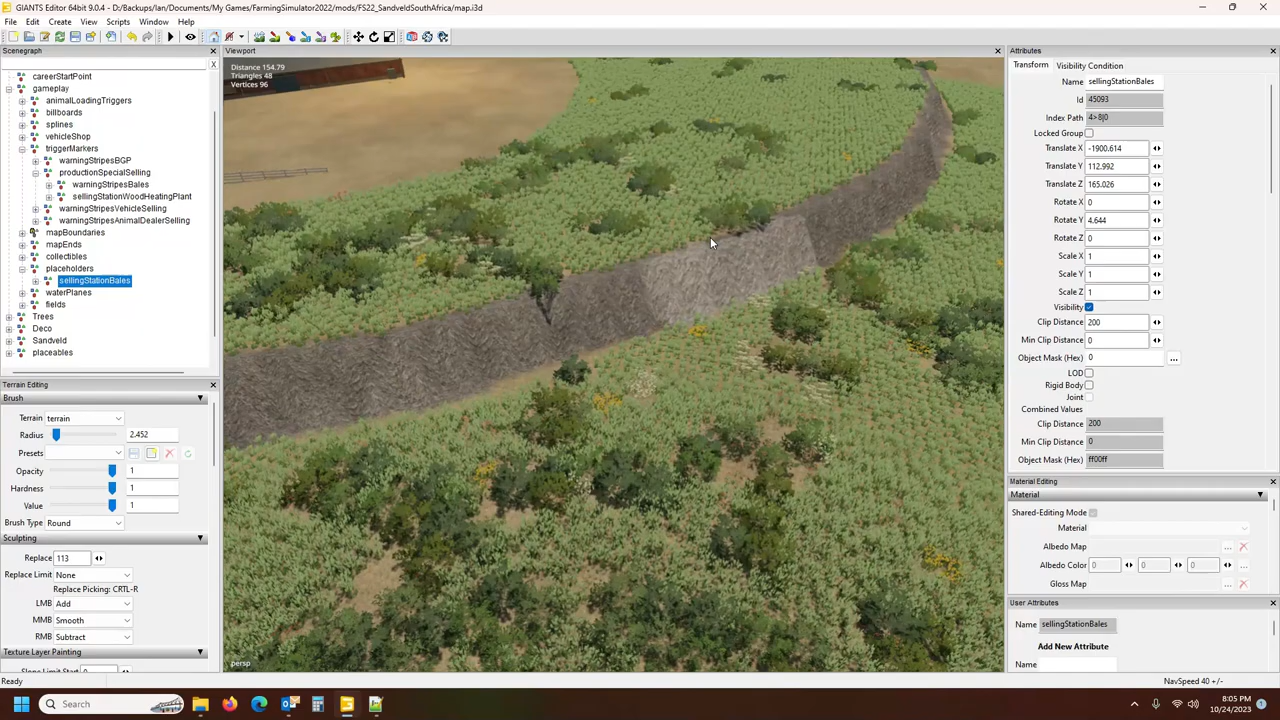 GIANTS Editor 64bit 9.0.4 - D:/Backups/Ian/Documents/My Games/FarmingSimulator2022/mods/FS22_SandveldSouthAfrica/map.i3d
File Edit Create View Scripts Window Help
Scenegraph
X
careerStartPoint
gameplay
animalLoadingTriggers
billboards
splines
vehicleShop
triggerMarkers
warningStripesBGP
productionSpecialSelling
warningStripesBales
sellingStationWoodHeatingPlant
warningStripesVehicleSelling
warningStripesAnimalDealerSelling
mapBoundaries
mapEnds
collectibles
placeholders
sellingStationBales
waterPlanes
fields
Trees
Deco
Sandveld
placeables
Terrain Editing
Brush
Terrain terrain
Radius 2.452
Presets
Opacity 1
Hardness 1
Value 1
Brush Type Round
Sculpting
Replace 113
Replace Limit None
Replace Picking: CRTL-R
LMB Add
MMB Smooth
RMB Subtract
Texture Layer Painting
Slope Limit Start 0
Viewport
Distance 154.79
Triangles 48
Vertices 96
persp
Attributes
Transform Visibility Condition
Name sellingStationBales
Id 45093
Index Path 4>8|0
Locked Group
Translate X -1900.614
Translate Y 112.992
Translate Z 165.026
Rotate X 0
Rotate Y 4.644
Rotate Z 0
Scale X 1
Scale Y 1
Scale Z 1
Visibility
Clip Distance 200
Min Clip Distance 0
Object Mask (Hex) 0 ...
LOD
Rigid Body
Joint
Combined Values
Clip Distance 200
Min Clip Distance 0
Object Mask (Hex) ff00ff
Material Editing
Material
Shared-Editing Mode
Material
Albedo Map ...
Albedo Color 0 0 0 ...
Gloss Map ...
User Attributes
Name sellingStationBales
Add New Attribute
Name
Ready
NavSpeed 40 +/-
Search
8:05 PM
10/24/2023